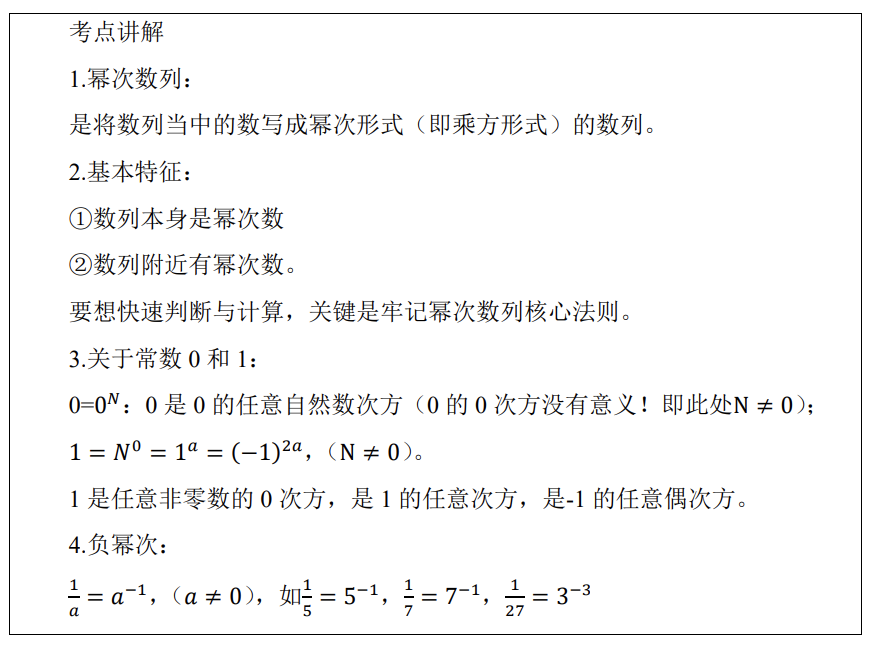 考点讲解
1.幂次数列：
是将数列当中的数写成幂次形式（即乘方形式）的数列。
2.基本特征：
①数列本身是幂次数
②数列附近有幂次数。
要想快速判断与计算，关键是牢记幂次数列核心法则。
3.关于常数 0 和 1：
0=0^N：0 是 0 的任意自然数次方（0 的 0 次方没有意义！即此处N ≠ 0）；
1 = N^0 = 1^a = (−1)^{2a}，（N ≠ 0）。
1 是任意非零数的 0 次方，是 1 的任意次方，是-1 的任意偶次方。
4.负幂次：
1/a = a^{−1}，（a ≠ 0），如1/5 = 5^{−1}，1/7 = 7^{−1}，1/27 = 3^{−3}